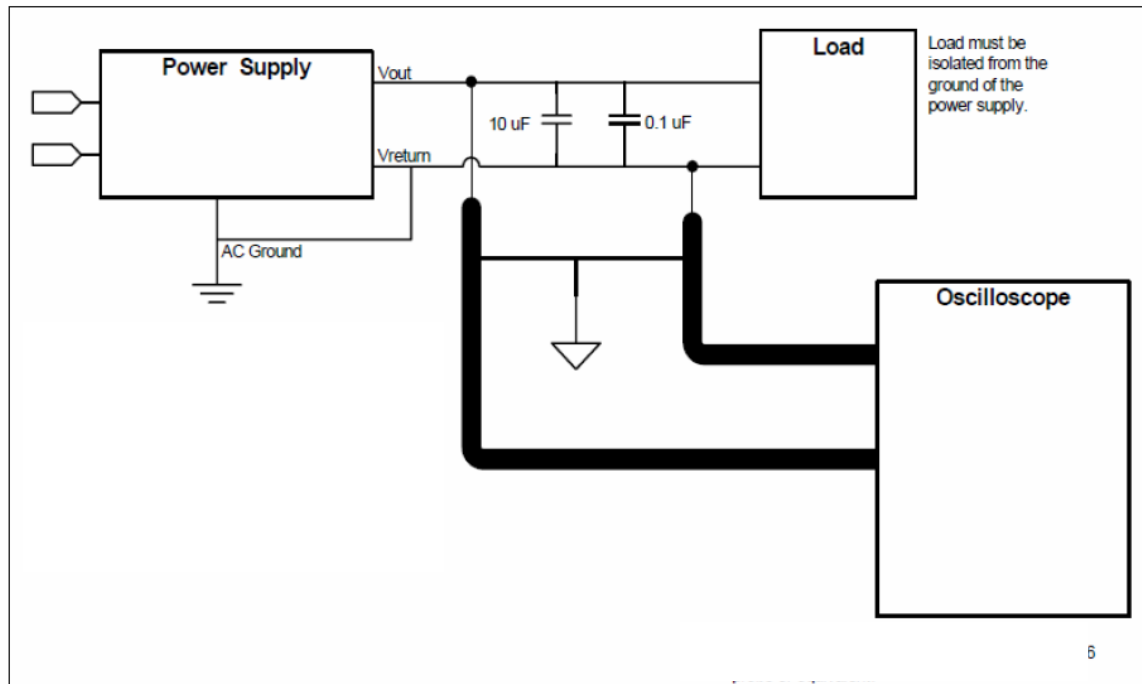 Power Supply
Vout
Vreturn
AC Ground
10 uF
0.1 uF
Load
Load must be
isolated from the
ground of the
power supply.
Oscilloscope
6